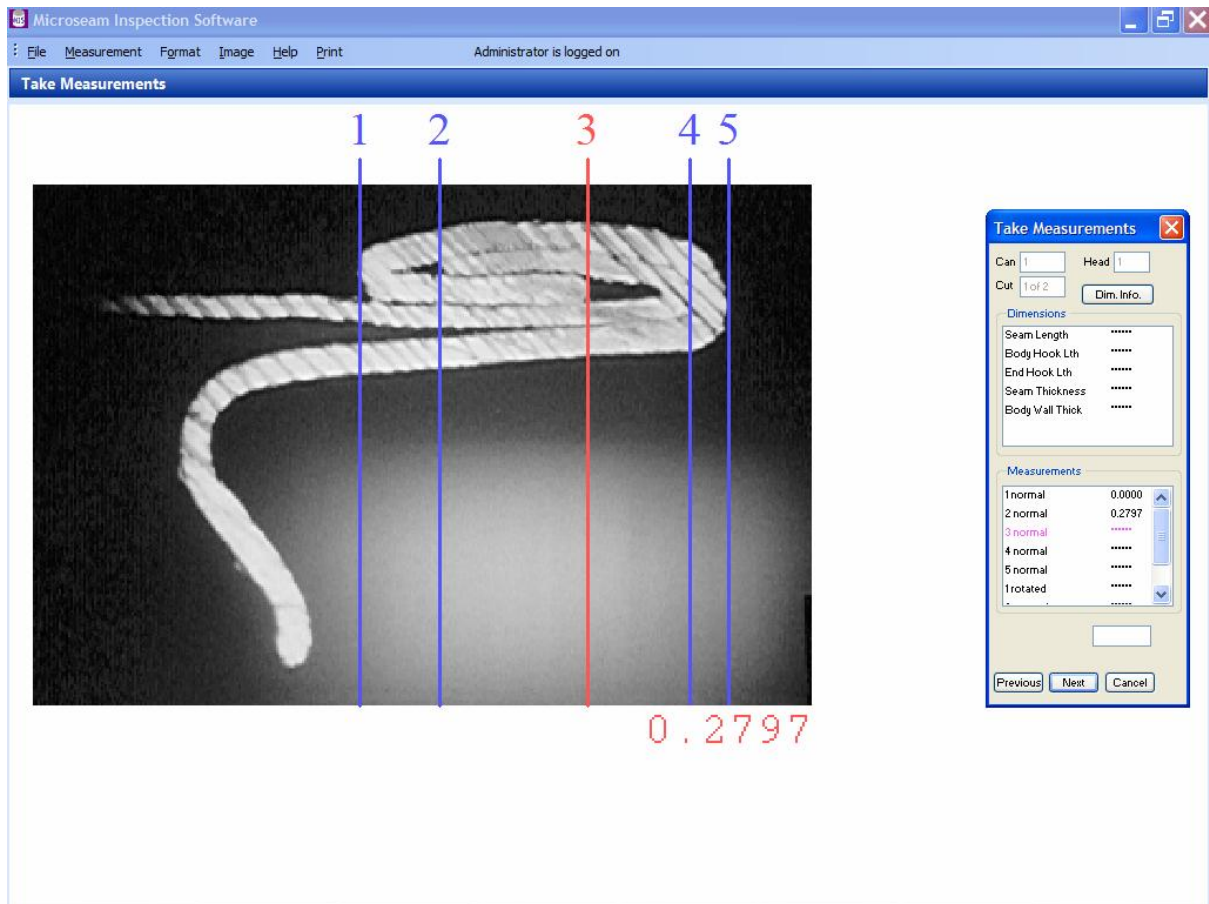 Microseam Inspection Software
File Measurement Format Image Help Print Administrator is logged on
Take Measurements
1 2 3 4 5
0.2797
Take Measurements
Can 1 Head 1
Cut 1 of 2 Dim. Info.
Dimensions
Seam Length ••••••
Body Hook Lth ••••••
End Hook Lth ••••••
Seam Thickness ••••••
Body Wall Thick ••••••
Measurements
1 normal 0.0000
2 normal 0.2797
3 normal ••••••
4 normal ••••••
5 normal ••••••
1 rotated ••••••
Previous Next Cancel